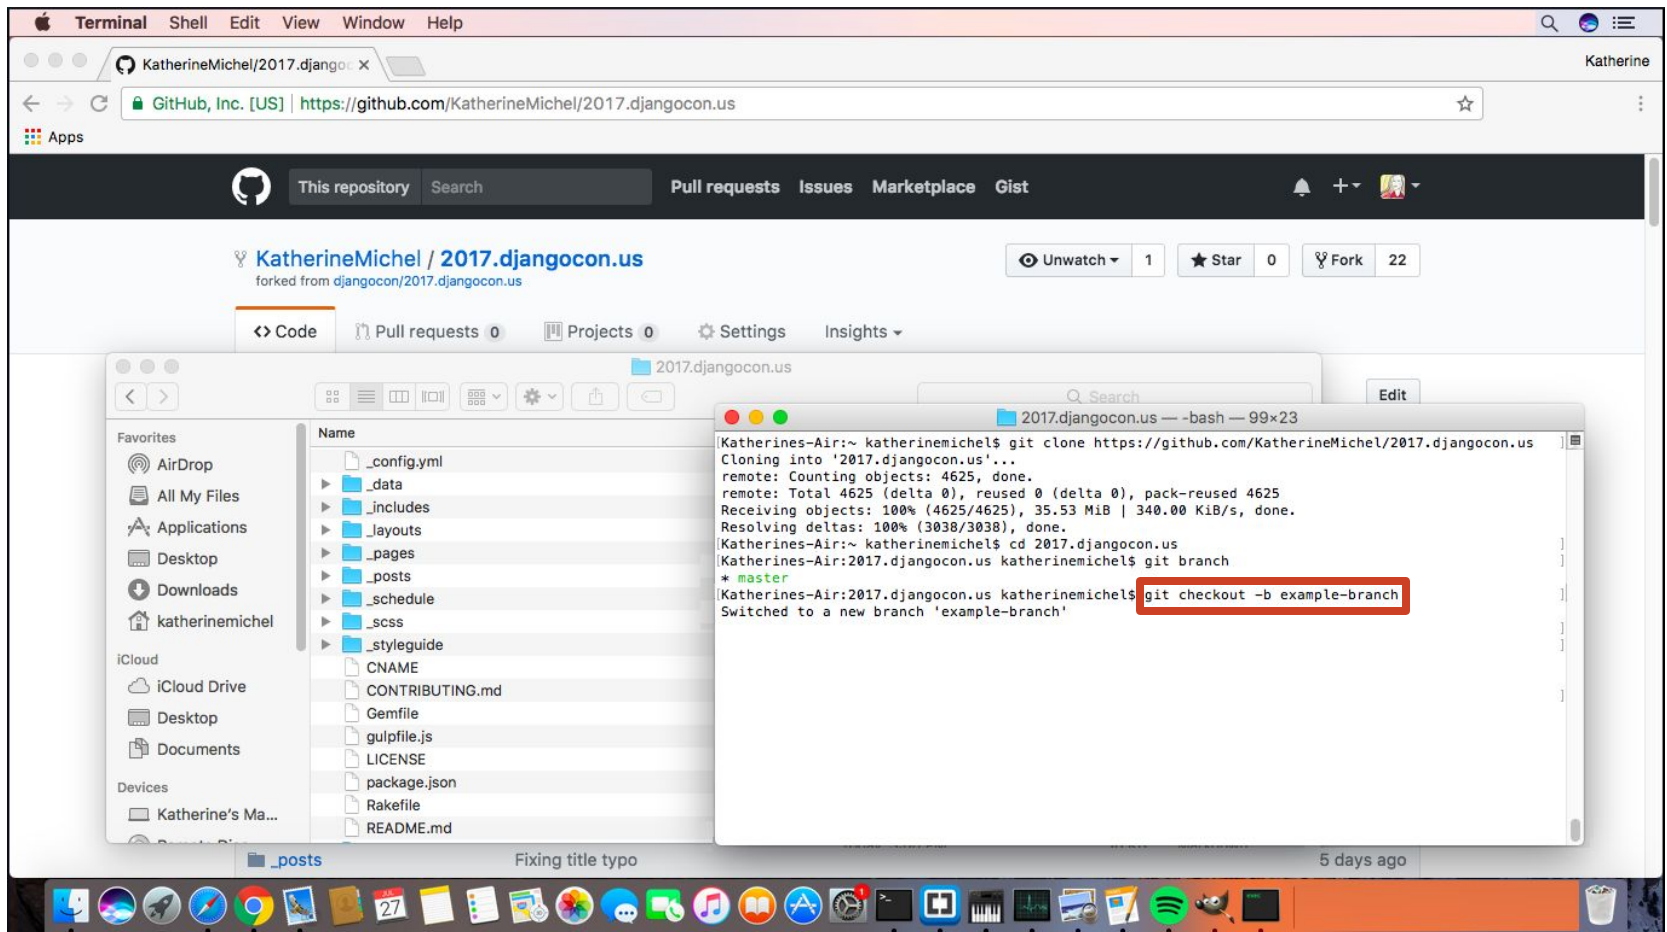 Terminal Shell Edit View Window Help
KatherineMichel/2017.djangoc
Katherine
GitHub, Inc. [US] https://github.com/KatherineMichel/2017.djangocon.us
Apps
This repository Search Pull requests Issues Marketplace Gist
KatherineMichel / 2017.djangocon.us
Unwatch 1 Star 0 Fork 22
forked from djangocon/2017.djangocon.us
Code Pull requests 0 Projects 0 Settings Insights
2017.djangocon.us
Search
Edit
Favorites
AirDrop
All My Files
Applications
Desktop
Downloads
katherinemichel
iCloud
iCloud Drive
Desktop
Documents
Devices
Katherine's Ma...
Name
_config.yml
_data
_includes
_layouts
_pages
_posts
_schedule
_scss
_styleguide
CNAME
CONTRIBUTING.md
Gemfile
gulpfile.js
LICENSE
package.json
Rakefile
README.md
2017.djangocon.us — -bash — 99×23
[Katherines-Air:~ katherinemichel$ git clone https://github.com/KatherineMichel/2017.djangocon.us ]
Cloning into '2017.djangocon.us'...
remote: Counting objects: 4625, done.
remote: Total 4625 (delta 0), reused 0 (delta 0), pack-reused 4625
Receiving objects: 100% (4625/4625), 35.53 MiB | 340.00 KiB/s, done.
Resolving deltas: 100% (3038/3038), done.
[Katherines-Air:~ katherinemichel$ cd 2017.djangocon.us ]
[Katherines-Air:2017.djangocon.us katherinemichel$ git branch ]
* master
[Katherines-Air:2017.djangocon.us katherinemichel$ git checkout -b example-branch ]
Switched to a new branch 'example-branch'
]
]
]
_posts Fixing title typo 5 days ago
JUL
27
1